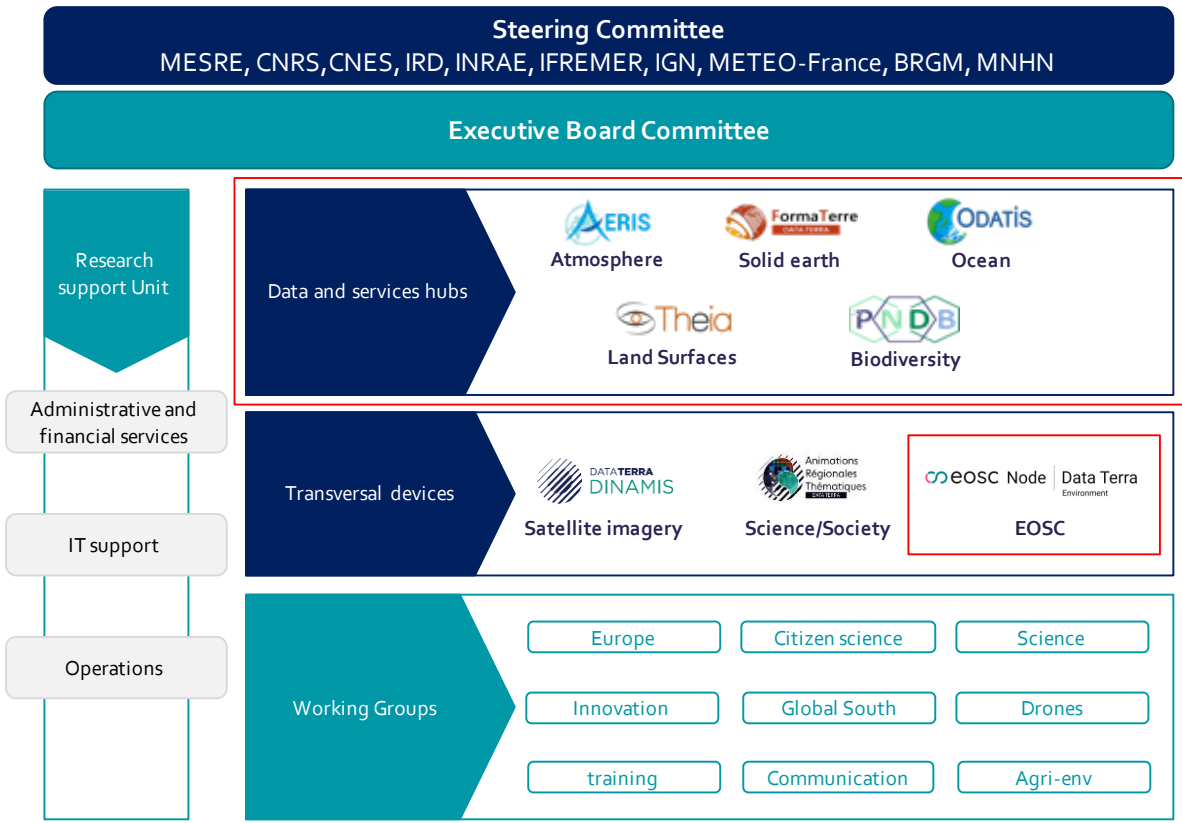 Steering Committee
MESRE, CNRS,CNES, IRD, INRAE, IFREMER, IGN, METEO-France, BRGM, MNHN
Executive Board Committee
Research
support Unit
Administrative and
financial services
IT support
Operations
Data and services hubs
AERIS
Atmosphere
FormaTerre
DATA TERRA
Solid earth
ODATIS
Ocean
Theia
Land Surfaces
PNDB
Biodiversity
Transversal devices
DATATERRA
DINAMIS
Satellite imagery
Animations
Régionales
Thématiques
DATA TERRA
Science/Society
eosc Node
Data Terra
Environment
EOSC
Working Groups
Europe
Citizen science
Science
Innovation
Global South
Drones
training
Communication
Agri-env